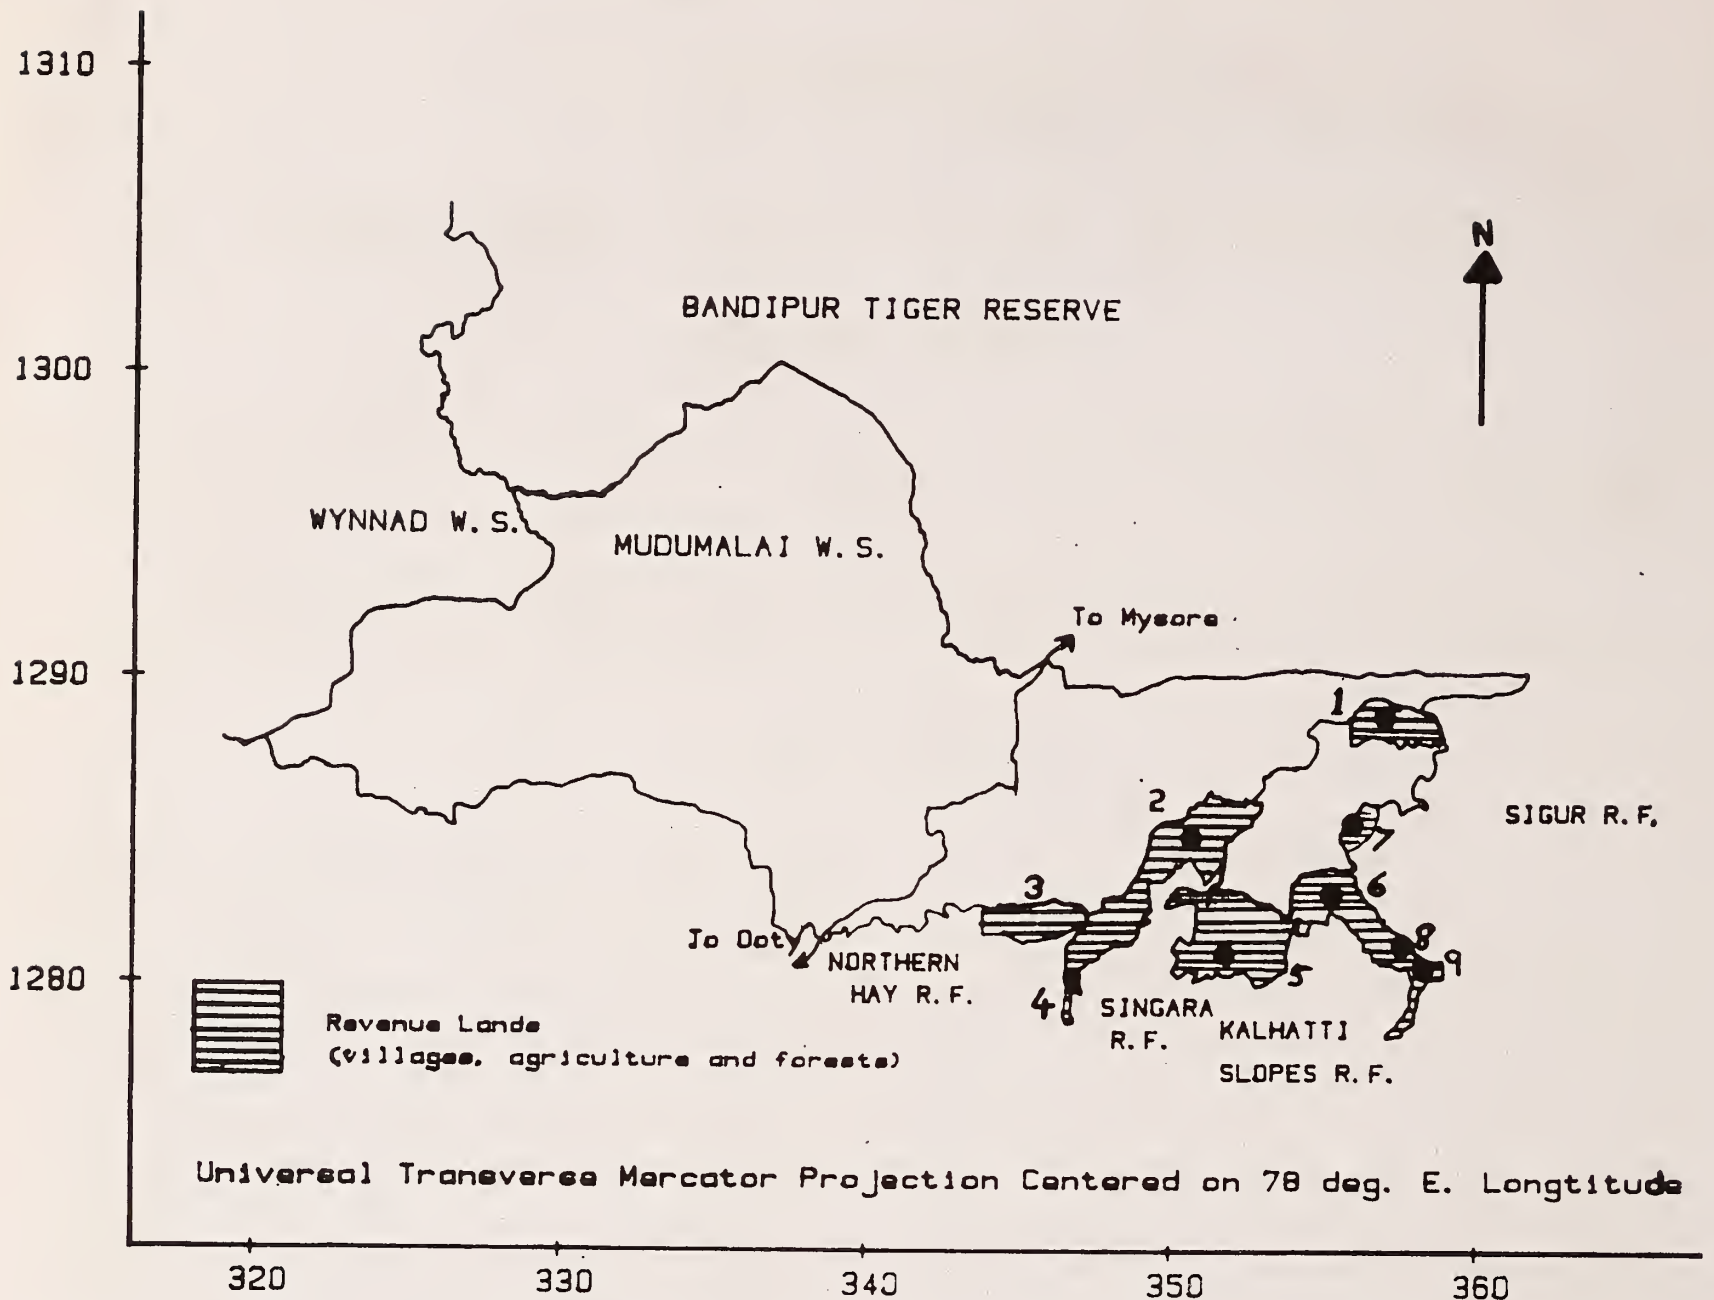 1310
N
BANDIPUR TIGER RESERVE
1300
WYNNAD W. S.
MUDUMALAI W. S.
To Mysore
1290
1
2
SIGUR R. F.
7
3
6
To Oot
8
9
NORTHERN
HAY R. F.
1280
5
4
SINGARA
R. F.
KALHATTI
SLOPES R. F.
Revenue Lands
(villages, agriculture and forests)
Universal Transverse Mercator Projection Centered on 78 deg. E. Longtitude
320 330 340 350 360